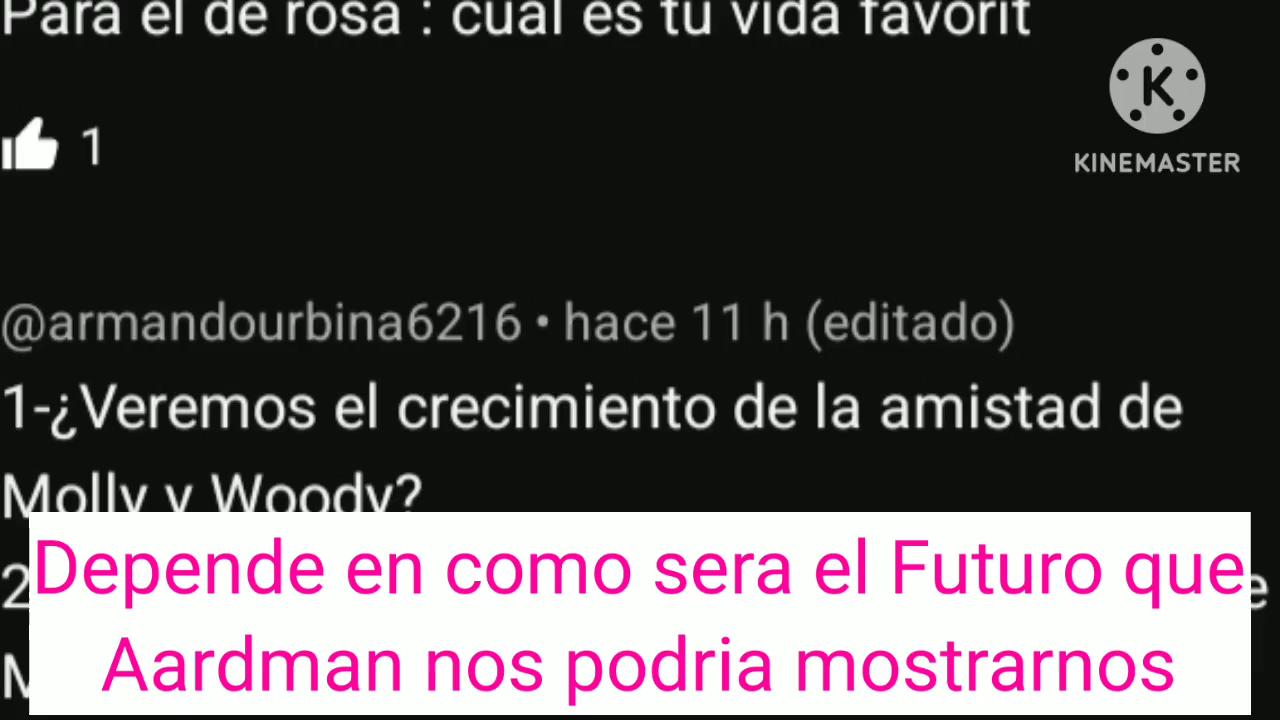 Para el de rosa : cual es tu vida favorit
K
KINEMASTER
1
@armandourbina6216 • hace 11 h (editado)
1-¿Veremos el crecimiento de la amistad de
Molly y Woody?
2
e
Depende en como sera el Futuro que
M
Aardman nos podria mostrarnos